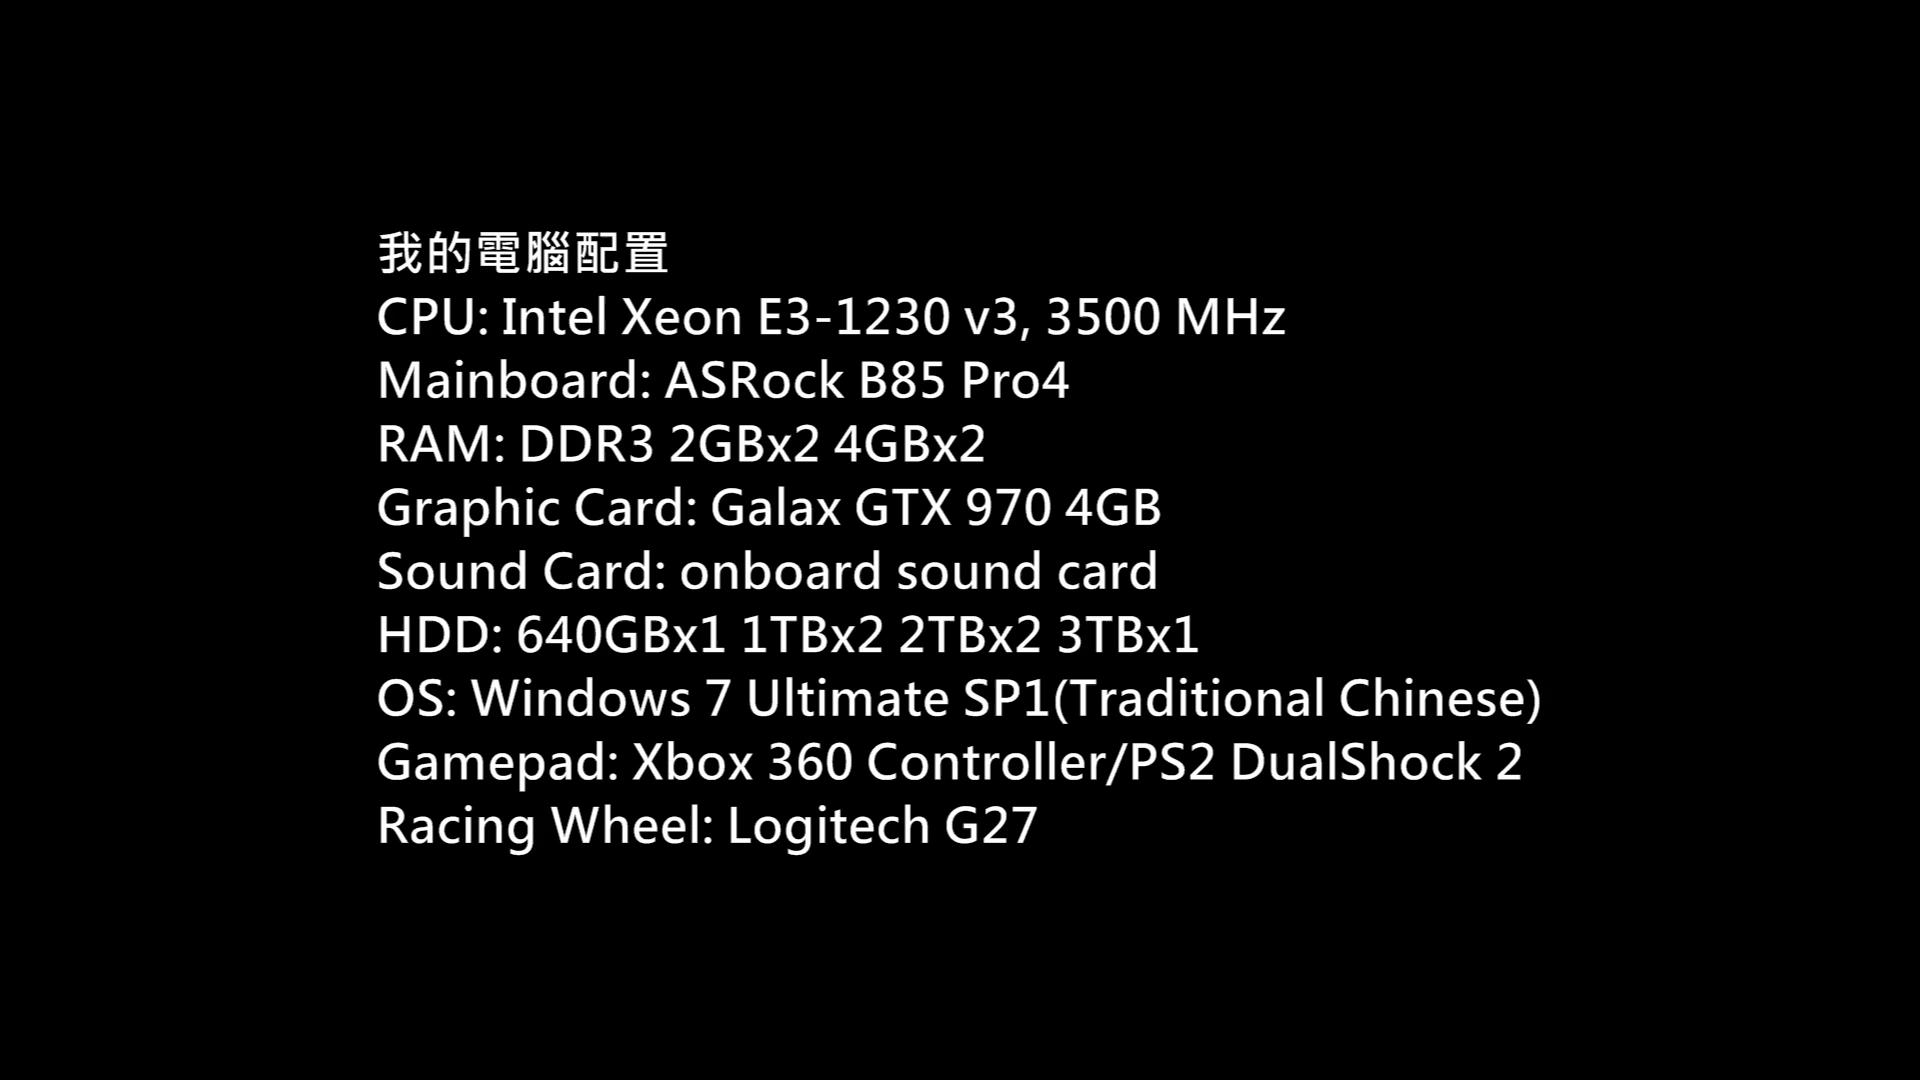 我的電腦配置
CPU: Intel Xeon E3-1230 v3, 3500 MHz
Mainboard: ASRock B85 Pro4
RAM: DDR3 2GBx2 4GBx2
Graphic Card: Galax GTX 970 4GB
Sound Card: onboard sound card
HDD: 640GBx1 1TBx2 2TBx2 3TBx1
OS: Windows 7 Ultimate SP1(Traditional Chinese)
Gamepad: Xbox 360 Controller/PS2 DualShock 2
Racing Wheel: Logitech G27